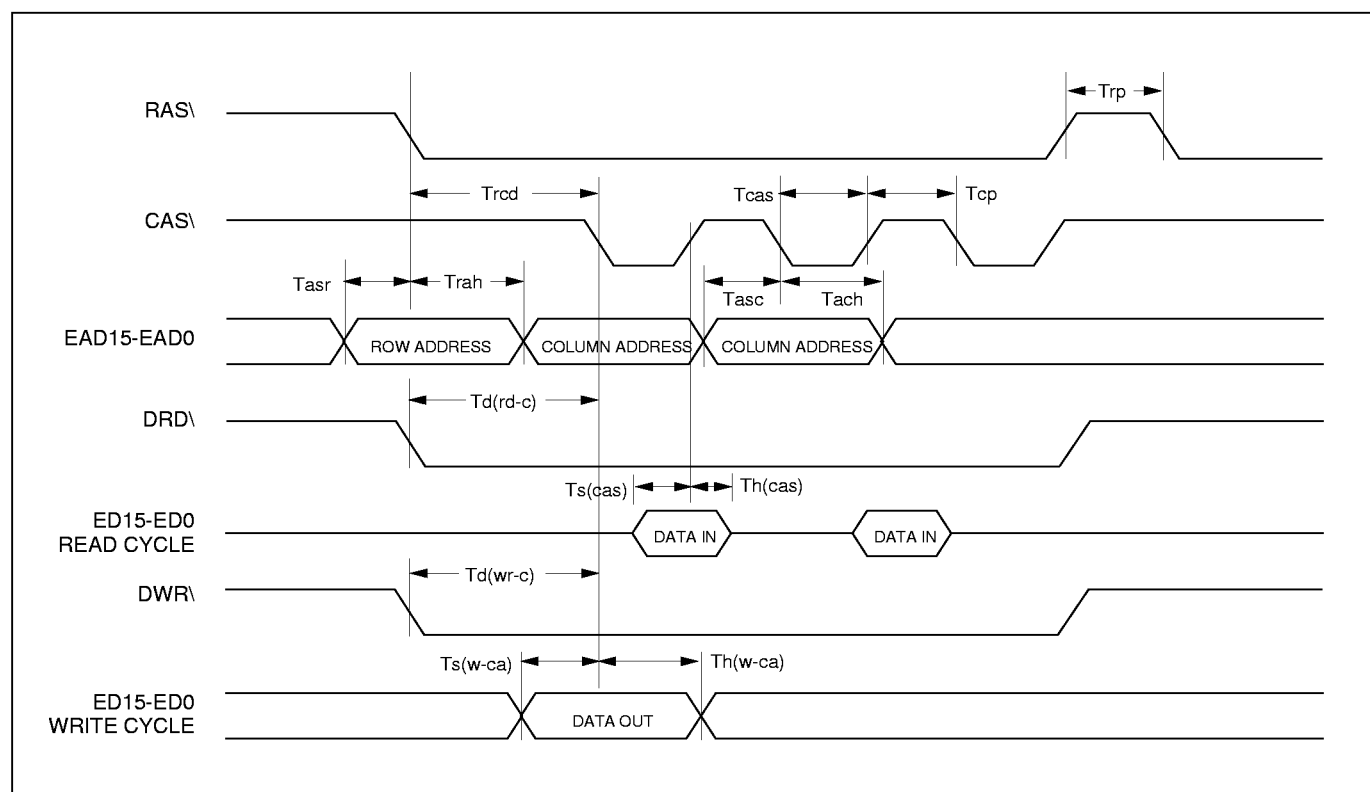 Trp
RAS\
Trcd
Tcas
Tcp
CAS\
Tasr
Trah
Tasc
Tach
EAD15-EAD0
ROW ADDRESS
COLUMN ADDRESS
COLUMN ADDRESS
Td(rd-c)
DRD\
Ts(cas)
Th(cas)
ED15-ED0
READ CYCLE
DATA IN
DATA IN
Td(wr-c)
DWR\
Ts(w-ca)
Th(w-ca)
ED15-ED0
WRITE CYCLE
DATA OUT